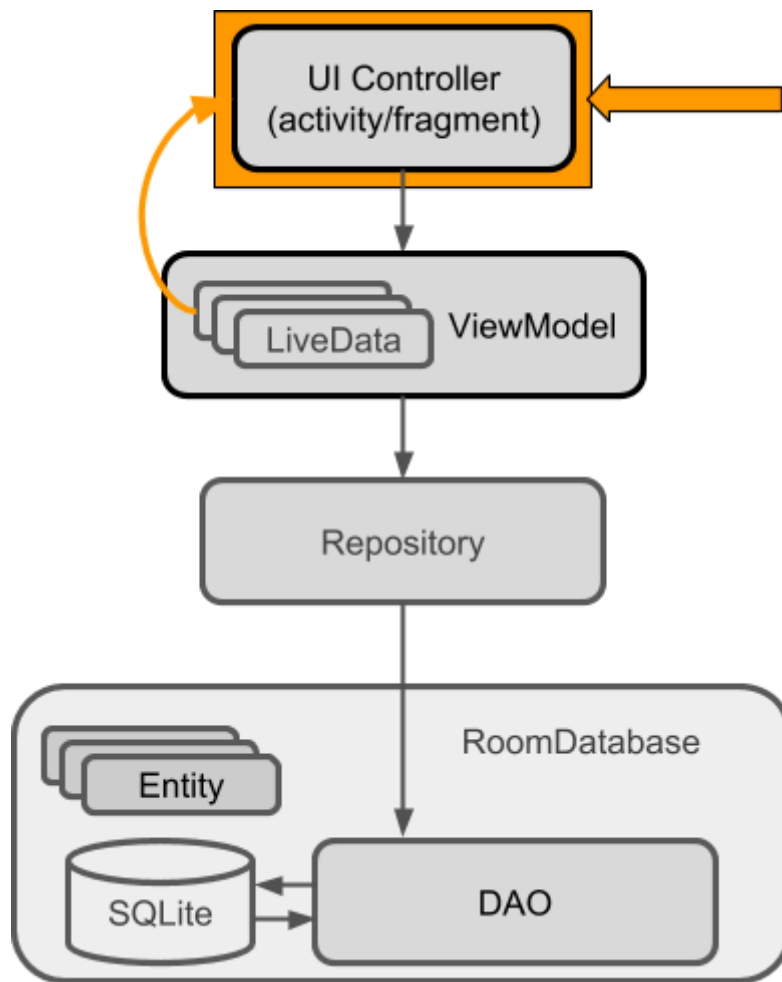 UI Controller
(activity/fragment)
LiveData
ViewModel
Repository
RoomDatabase
Entity
SQLite
DAO